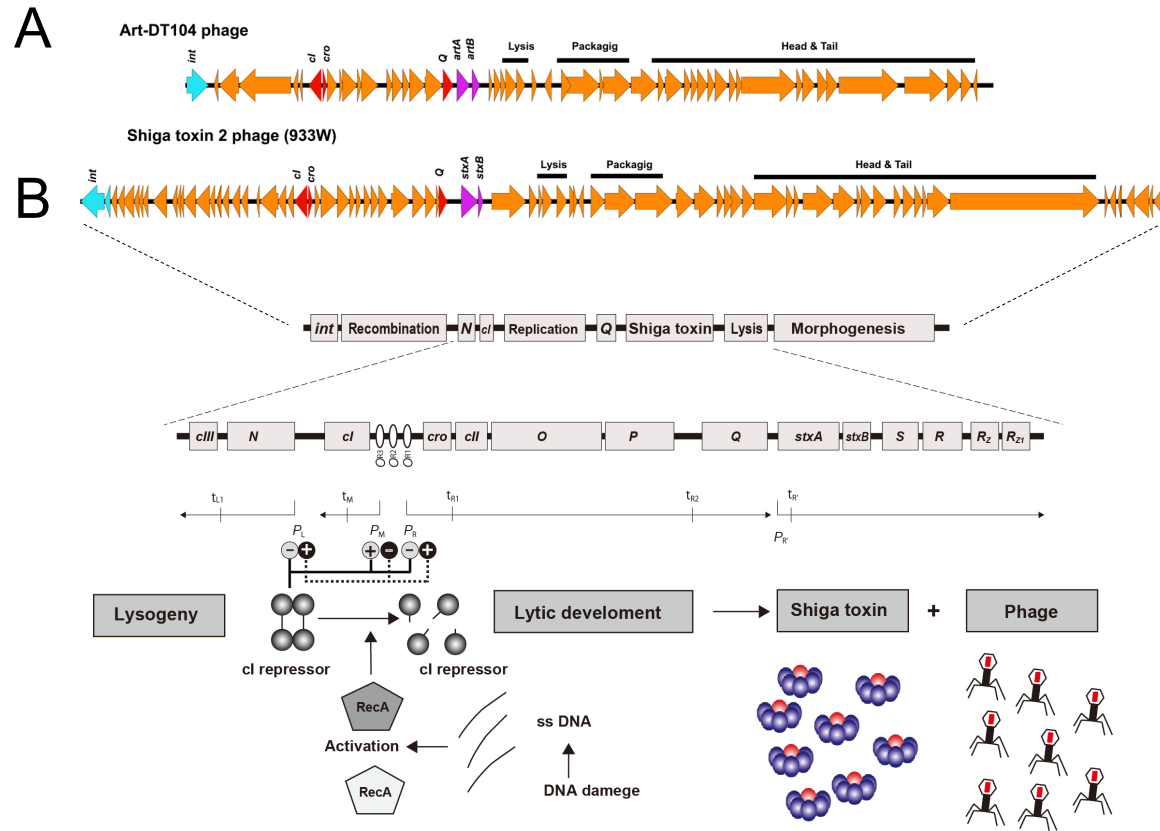 A
Art-DT104 phage
int
cI
cro
Q
artA
artB
Lysis
Packagig
Head & Tail
Shiga toxin 2 phage (933W)
B
int
cI
cro
Q
stxA
stxB
Lysis
Packagig
Head & Tail
int Recombination N cI Replication Q Shiga toxin Lysis Morphogenesis
cIII N cI cro cII O P Q stxA stxB S R RZ RZ1
OR3 OR2 OR1
tL1 tM tR1 tR2 tR'
PL PM PR PR'
− + + − − +
Lysogeny
Lytic develoment
Shiga toxin + Phage
cI repressor
cI repressor
RecA
ss DNA
Activation
RecA
DNA damege